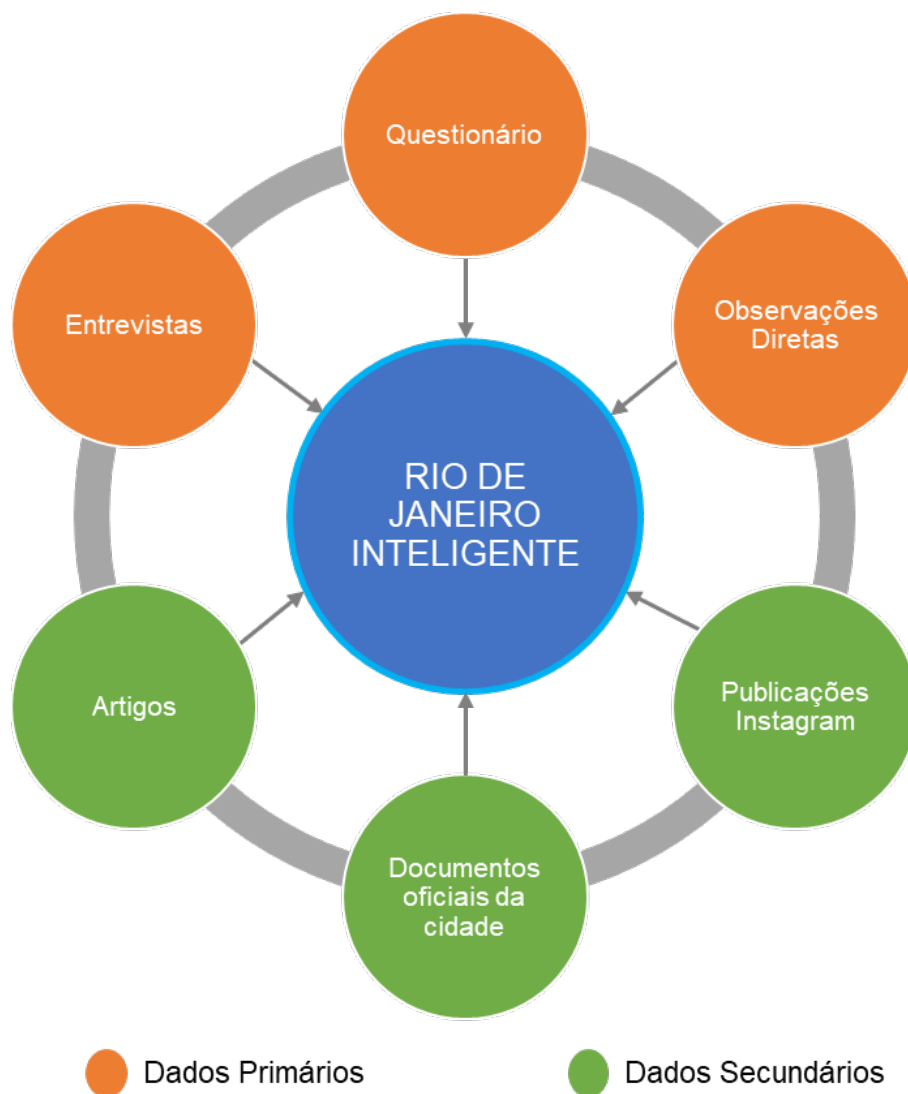 Questionário
Entrevistas
Observações
Diretas
RIO DE
JANEIRO
INTELIGENTE
Artigos
Publicações
Instagram
Documentos
oficiais da
cidade
Dados Primários
Dados Secundários